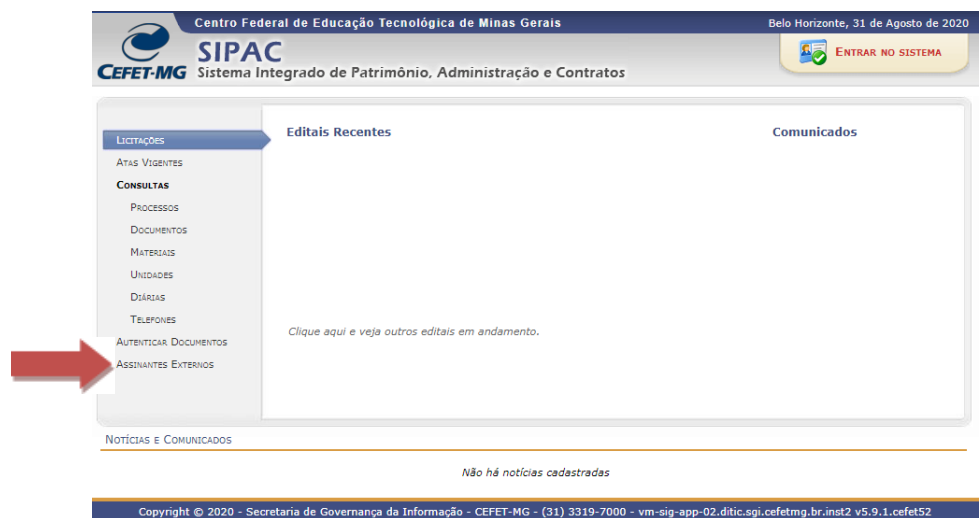 Centro Federal de Educação Tecnológica de Minas Gerais
Belo Horizonte, 31 de Agosto de 2020
SIPAC
ENTRAR NO SISTEMA
CEFET-MG Sistema Integrado de Patrimônio, Administração e Contratos
Licitações
Editais Recentes
Comunicados
Atas Vigentes
Consultas
Processos
Documentos
Materiais
Unidades
Diárias
Telefones
Clique aqui e veja outros editais em andamento.
Autenticar Documentos
Assinantes Externos
Notícias e Comunicados
Não há notícias cadastradas
Copyright © 2020 - Secretaria de Governança da Informação - CEFET-MG - (31) 3319-7000 - vm-sig-app-02.ditic.sgi.cefetmg.br.inst2 v5.9.1.cefet52